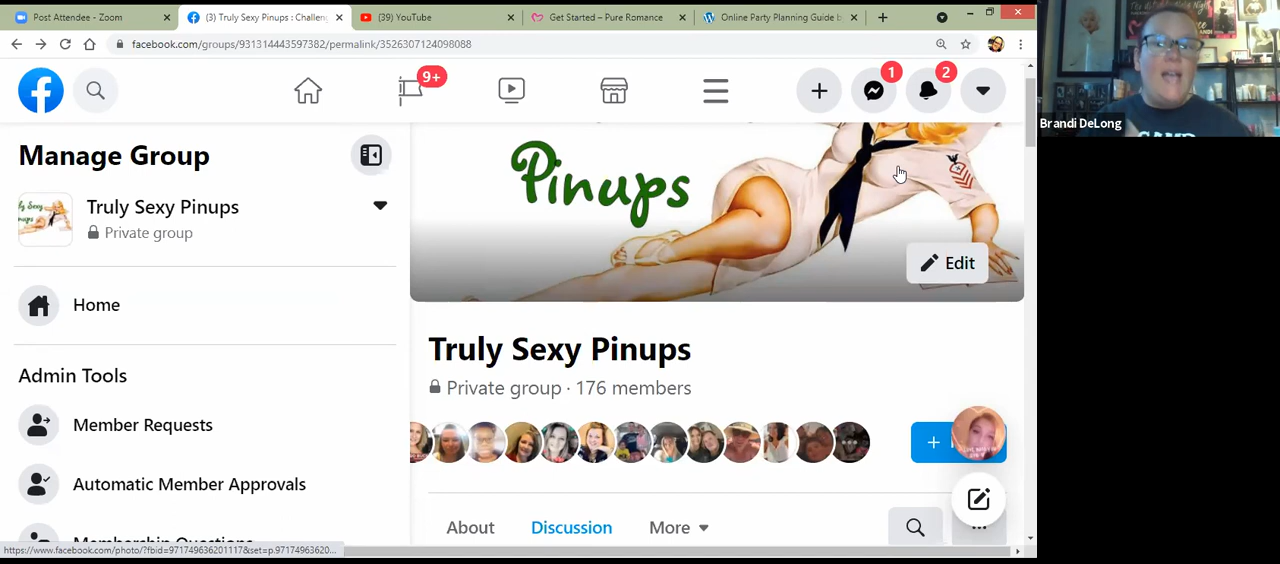 Post Attendee - Zoom
(3) Truly Sexy Pinups : Challeng
(39) YouTube
Get Started – Pure Romance
Online Party Planning Guide b
facebook.com/groups/931314443597382/permalink/3526307124098088
9+
1
2
Brandi DeLong
Manage Group
Pinups
Truly Sexy Pinups
Private group
Edit
Home
Truly Sexy Pinups
Private group · 176 members
Admin Tools
Member Requests
Automatic Member Approvals
About
Discussion
More
Membership Questions
https://www.facebook.com/photo/?fbid=971749636201117&set=p.97174963620...